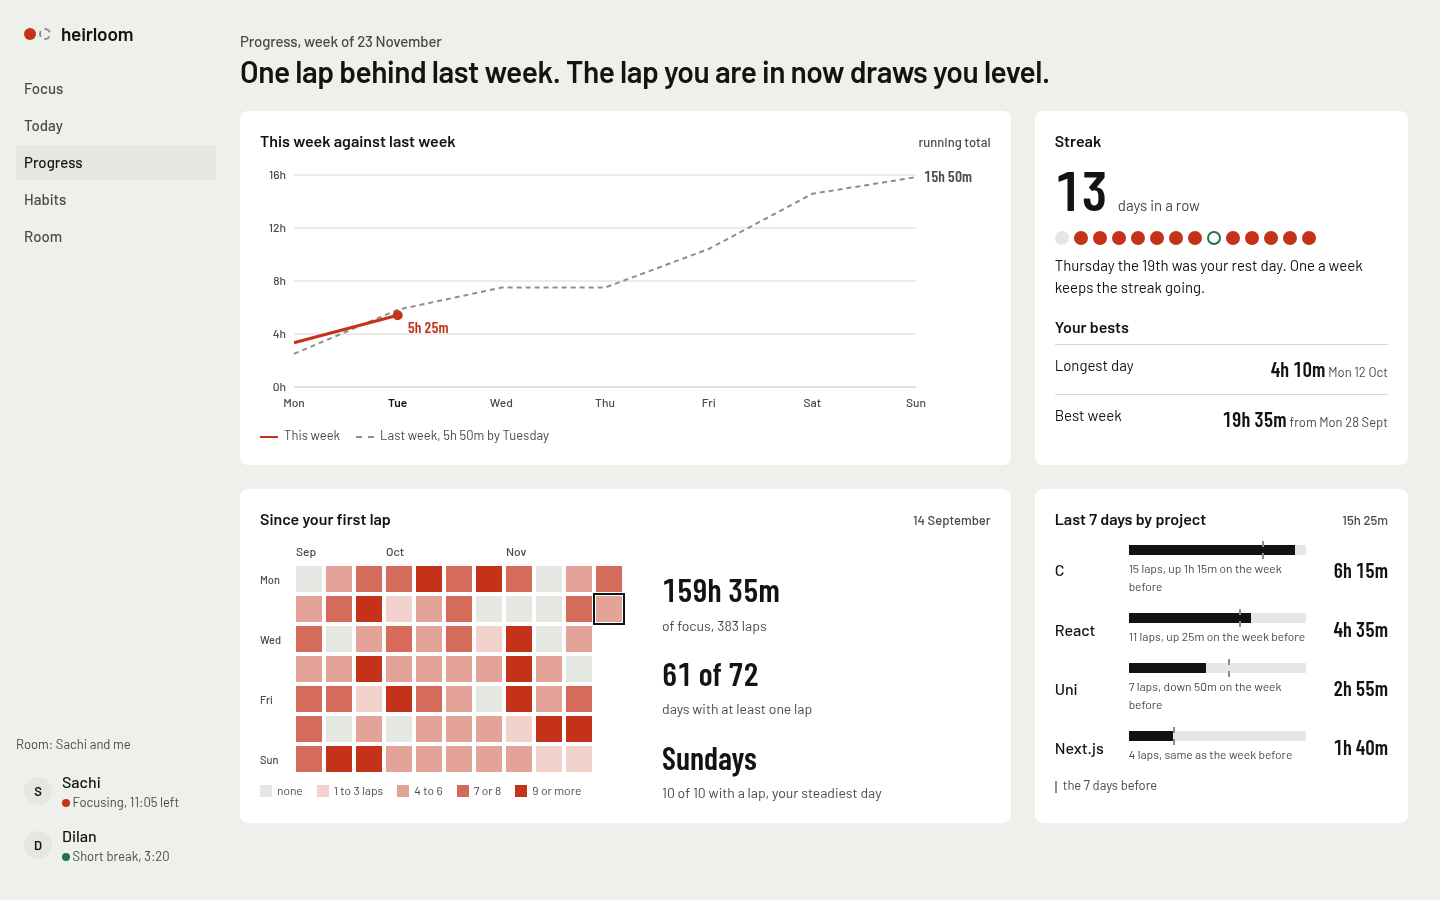 heirloom
Focus
Today
Progress
Habits
Room
Room: Sachi and me
S
Sachi
Focusing, 11:05 left
D
Dilan
Short break, 3:20
Progress, week of 23 November
One lap behind last week. The lap you are in now draws you level.
This week against last week
running total
16h
12h
8h
4h
0h
15h 50m
5h 25m
Mon
Tue
Wed
Thu
Fri
Sat
Sun
This week
Last week, 5h 50m by Tuesday
Streak
13 days in a row
Thursday the 19th was your rest day. One a week
keeps the streak going.
Your bests
Longest day
4h 10m Mon 12 Oct
Best week
19h 35m from Mon 28 Sept
Since your first lap
14 September
Sep
Oct
Nov
Mon
Wed
Fri
Sun
none
1 to 3 laps
4 to 6
7 or 8
9 or more
159h 35m
of focus, 383 laps
61 of 72
days with at least one lap
Sundays
10 of 10 with a lap, your steadiest day
Last 7 days by project
15h 25m
C
15 laps, up 1h 15m on the week
before
6h 15m
React
11 laps, up 25m on the week before
4h 35m
Uni
7 laps, down 50m on the week
before
2h 55m
Next.js
4 laps, same as the week before
1h 40m
the 7 days before